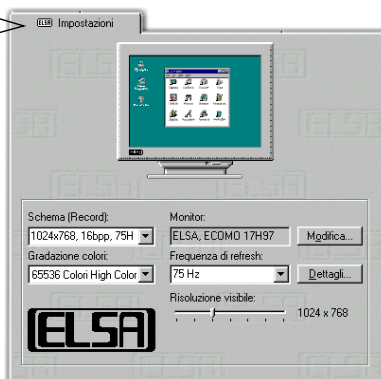 ELSA Impostazioni
Schema (Record):
Monitor:
1024x768, 16bpp, 75H
ELSA, ECOMO 17H97
Modifica...
Gradazione colori:
Frequenza di refresh:
65536 Colori High Color
75 Hz
Dettagli...
Risoluzione visibile:
1024 x 768
ELSA